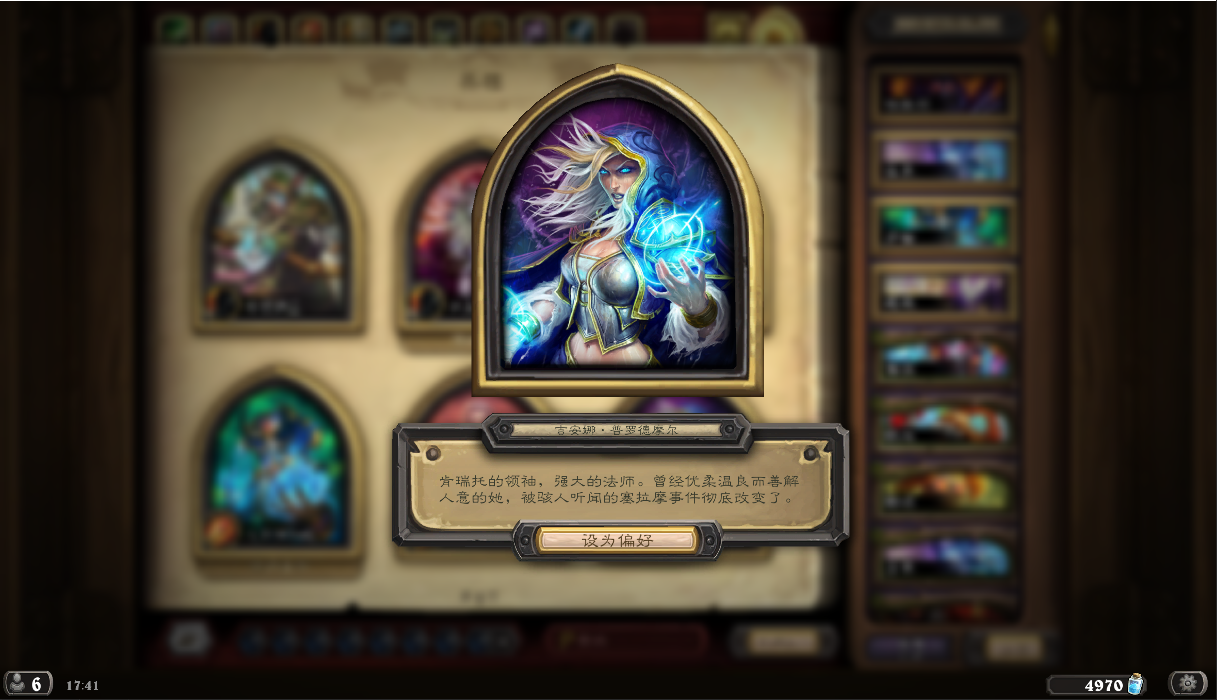 吉安娜·普罗德摩尔
肯瑞托的领袖，强大的法师。曾经优柔温良而善解
人意的她，被骇人听闻的塞拉摩事件彻底改变了。
设为偏好
6
17:41
4970